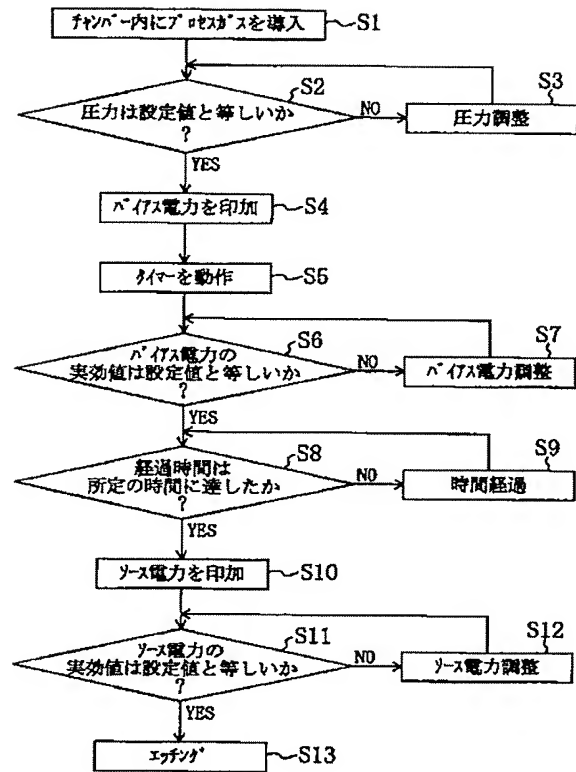 ﾁｬﾝﾊﾞｰ内にﾌﾟﾛｾｽｶﾞｽを導入
S1
圧力は設定値と等しいか
?
S2
NO
圧力調整
S3
YES
ﾊﾞｲｱｽ電力を印加
S4
ﾀｲﾏｰを動作
S5
ﾊﾞｲｱｽ電力の
実効値は設定値と等しいか
?
S6
NO
ﾊﾞｲｱｽ電力調整
S7
YES
経過時間は
所定の時間に達したか
?
S8
NO
時間経過
S9
YES
ｿｰｽ電力を印加
S10
ｿｰｽ電力の
実効値は設定値と等しいか
?
S11
NO
ｿｰｽ電力調整
S12
YES
ｴｯﾁﾝｸﾞ
S13